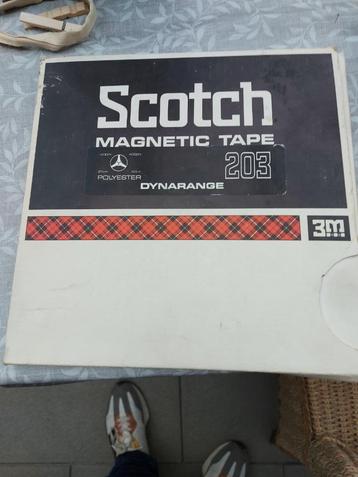 Scotch
MAGNETIC TAPE
203
POLYESTER
DYNARANGE
3M